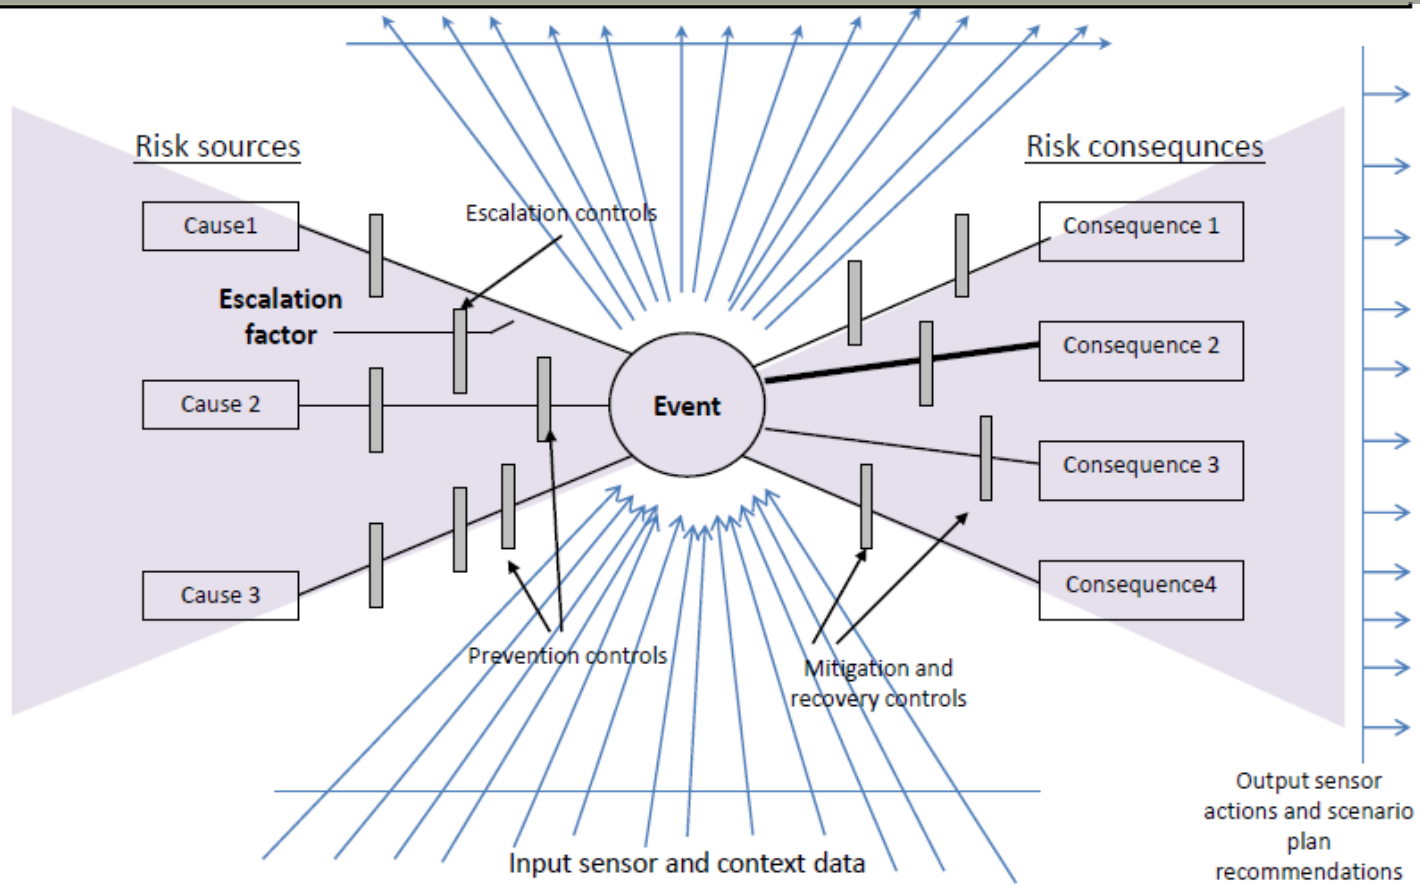 Risk sources
Risk consequnces
Cause1
Escalation controls
Consequence 1
Escalation
factor
Consequence 2
Cause 2
Event
Consequence 3
Cause 3
Consequence4
Prevention controls
Mitigation and
recovery controls
Output sensor
actions and scenario
plan
recommendations
Input sensor and context data